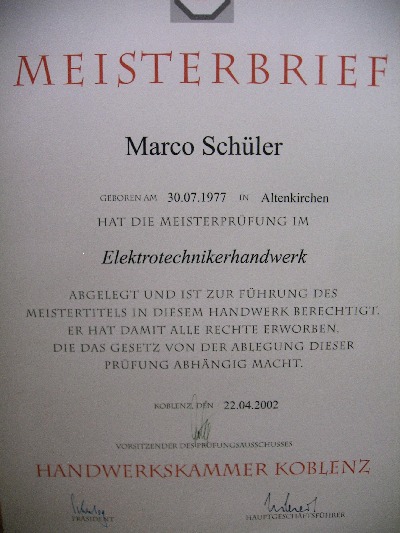 MEISTERBRIEF
Marco Schüler
GEBOREN AM 30.07.1977 IN Altenkirchen
HAT DIE MEISTERPRÜFUNG IM
Elektrotechnikerhandwerk
ABGELEGT UND IST ZUR FÜHRUNG DES
MEISTERTITELS IN DIESEM HANDWERK BERECHTIGT.
ER HAT DAMIT ALLE RECHTE ERWORBEN,
DIE DAS GESETZ VON DER ABLEGUNG DIESER
PRÜFUNG ABHÄNGIG MACHT.
KOBLENZ, DEN 22.04.2002
VORSITZENDER DES PRÜFUNGSAUSSCHUSSES
HANDWERKSKAMMER KOBLENZ
PRÄSIDENT HAUPTGESCHÄFTSFÜHRER